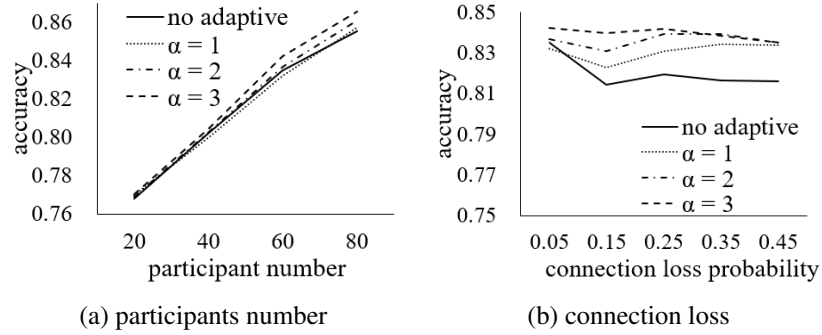 accuracy
0.86
0.84
0.82
0.80
0.78
0.76
no adaptive
α = 1
α = 2
α = 3
20 40 60 80
participant number
(a) participants number
accuracy
0.85
0.83
0.81
0.79
0.77
0.75
no adaptive
α = 1
α = 2
α = 3
0.05 0.15 0.25 0.35 0.45
connection loss probability
(b) connection loss